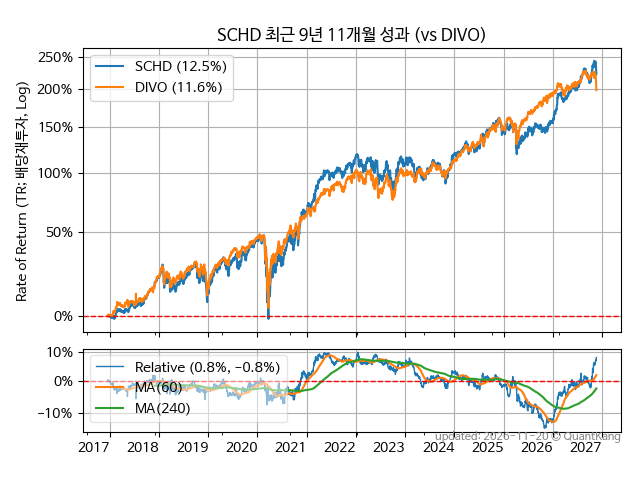 SCHD 최근 9년 11개월 성과 (vs DIVO)
Rate of Return (TR: 배당재투자, Log)
250%
200%
150%
100%
50%
0%
SCHD (12.5%)
DIVO (11.6%)
10%
0%
−10%
Relative (0.8%, −0.8%)
MA(60)
MA(240)
updated: 2026-11-20 © QuantKang
2017 2018 2019 2020 2021 2022 2023 2024 2025 2026 2027